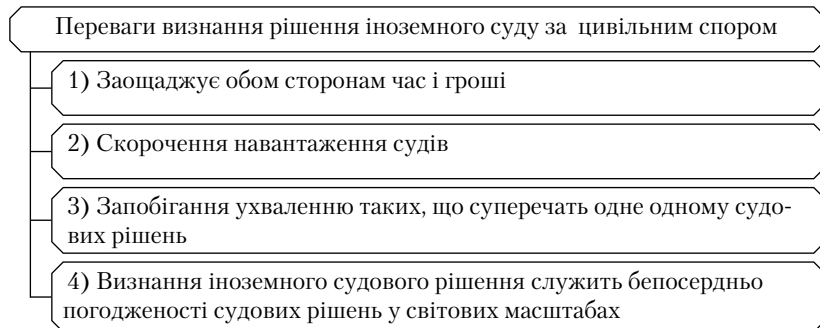 Переваги визнання рішення іноземного суду за цивільним спором
1) Заощаджує обом сторонам час і гроші
2) Скорочення навантаження судів
3) Запобігання ухваленню таких, що суперечать одне одному судо-
вих рішень
4) Визнання іноземного судового рішення служить бепосердньо
погодженості судових рішень у світових масштабах